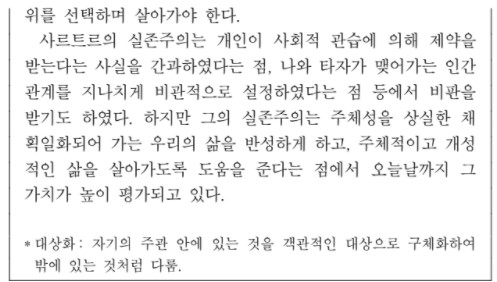 위를 선택하며 살아가야 한다.
사르트르의 실존주의는 개인이 사회적 관습에 의해 제약을
받는다는 사실을 간과하였다는 점, 나와 타자가 맺어가는 인간
관계를 지나치게 비관적으로 설정하였다는 점 등에서 비판을
받기도 하였다. 하지만 그의 실존주의는 주체성을 상실한 채
획일화되어 가는 우리의 삶을 반성하게 하고, 주체적이고 개성
적인 삶을 살아가도록 도움을 준다는 점에서 오늘날까지 그
가치가 높이 평가되고 있다.
* 대상화 : 자기의 주관 안에 있는 것을 객관적인 대상으로 구체화하여
밖에 있는 것처럼 다룸.